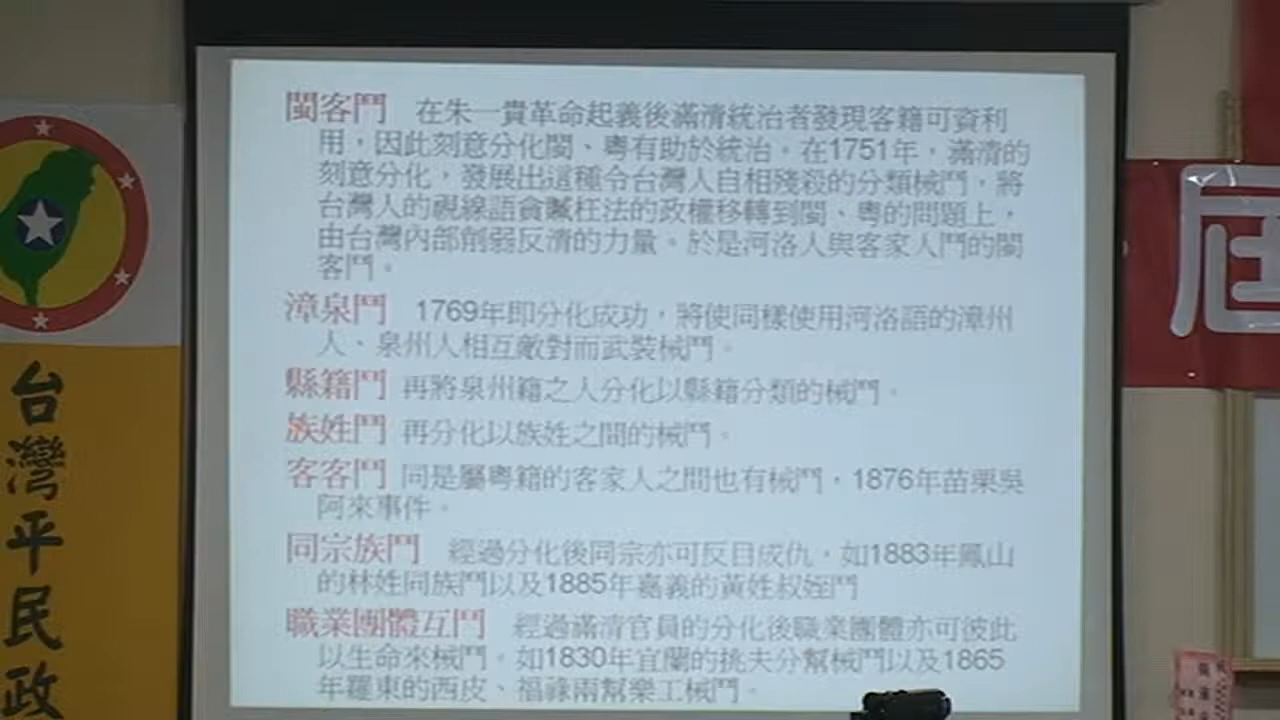 閩客鬥 在朱一貴革命起義後滿清統治者發現客籍可資利
用，因此刻意分化閩、粵有助於統治。在1751年，滿清的
刻意分化，發展出這種令台灣人自相殘殺的分類械鬥，將
台灣人的視線語貪贓枉法的政權移轉到閩、粵的問題上，
由台灣內部削弱反清的力量。於是河洛人與客家人鬥的閩
客鬥。
漳泉鬥 1769年即分化成功，將使同樣使用河洛語的漳州
人、泉州人相互敵對而武裝械鬥。
縣籍鬥 再將泉州籍之人分化以縣籍分類的械鬥。
族姓鬥 再分化以族姓之間的械鬥。
客客鬥 同是屬粵籍的客家人之間也有械鬥，1876年苗栗吳
阿來事件。
同宗族鬥 經過分化後同宗亦可反目成仇，如1883年鳳山
的林姓同族鬥以及1885年嘉義的黃姓叔姪鬥
職業團體互鬥 經過滿清官員的分化後職業團體亦可彼此
以生命來械鬥。如1830年宜蘭的挑夫分幫械鬥以及1865
年羅東的西皮、福祿兩幫樂工械鬥。
台灣平民政
屆